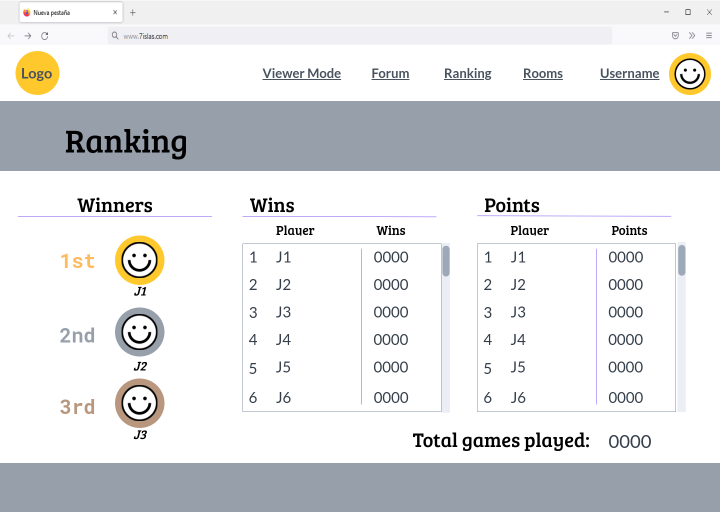 Nueva pestaña
www.7islas.com
Logo
Viewer Mode
Forum
Ranking
Rooms
Username
Ranking
Winners
1st
J1
2nd
J2
3rd
J3
Wins
Player Wins
1 J1 0000
2 J2 0000
3 J3 0000
4 J4 0000
5 J5 0000
6 J6 0000
Points
Player Points
1 J1 0000
2 J2 0000
3 J3 0000
4 J4 0000
5 J5 0000
6 J6 0000
Total games played: 0000